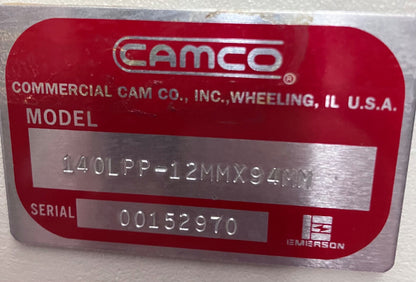 CAMCO ®
COMMERCIAL CAM CO., INC., WHEELING, IL U.S.A.
MODEL
140LPP-12MMX94MM
SERIAL 00152970
EMERSON